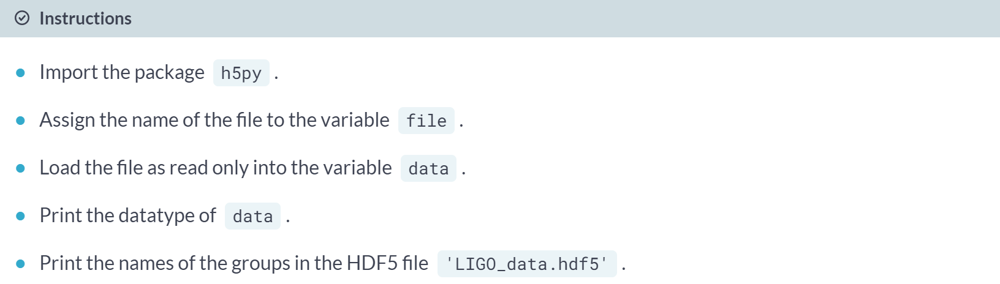 Instructions
Import the package h5py .
Assign the name of the file to the variable file .
Load the file as read only into the variable data .
Print the datatype of data .
Print the names of the groups in the HDF5 file 'LIGO_data.hdf5' .